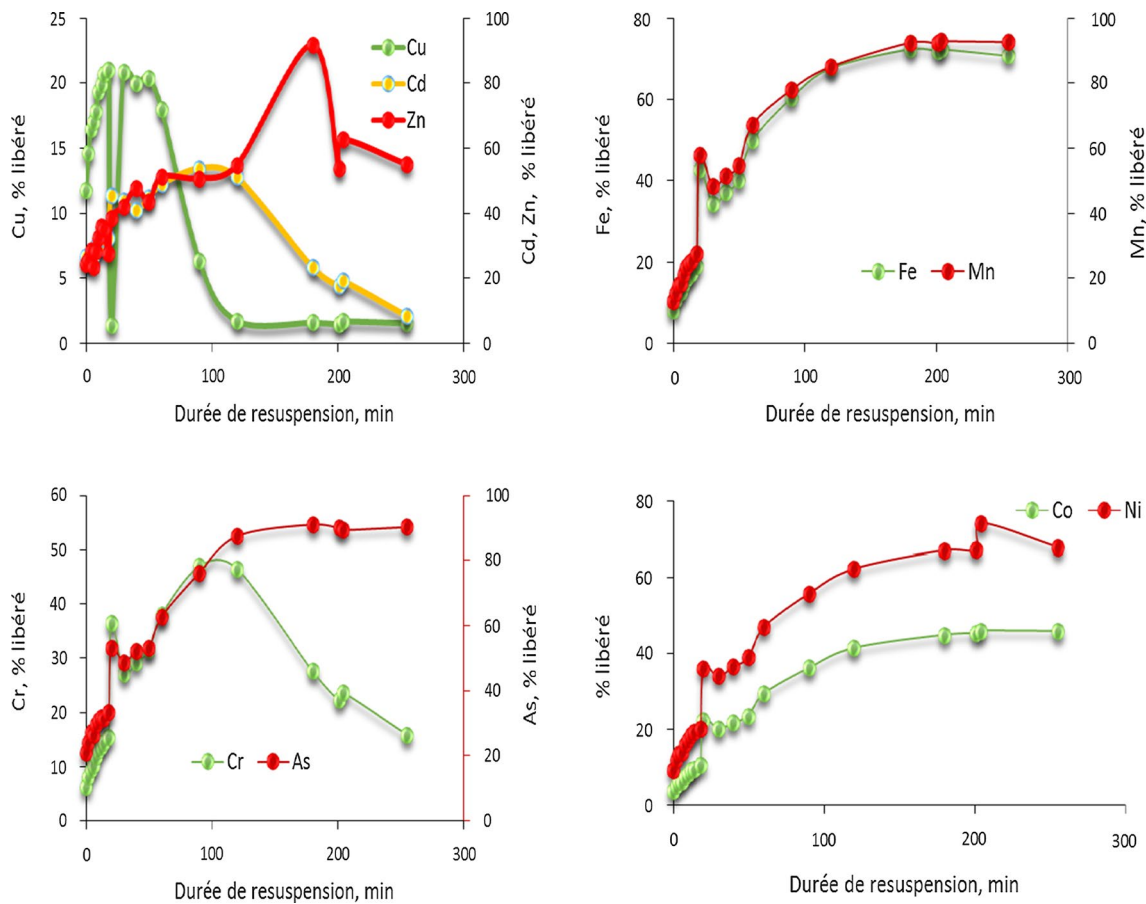 Cu, % libéré
25
20
15
10
5
0
Cu
Cd
Zn
100
80
60
40
20
0
Cd, Zn, % libéré
0
100
200
300
Durée de resuspension, min
Fe, % libéré
80
60
40
20
0
Fe
Mn
100
80
60
40
20
0
Mn, % libéré
0
100
200
300
Durée de resuspension, min
Cr, % libéré
60
50
40
30
20
10
0
Cr
As
100
80
60
40
20
0
As, % libéré
0
100
200
300
Durée de resuspension, min
% libéré
80
60
40
20
0
Co
Ni
0
100
200
300
Durée de resuspension, min